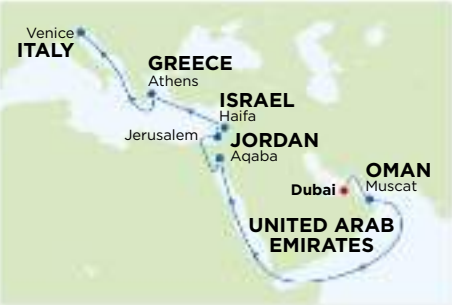 Venice
ITALY
GREECE
Athens
ISRAEL
Haifa
Jerusalem
JORDAN
Aqaba
OMAN
Muscat
Dubai
UNITED ARAB
EMIRATES